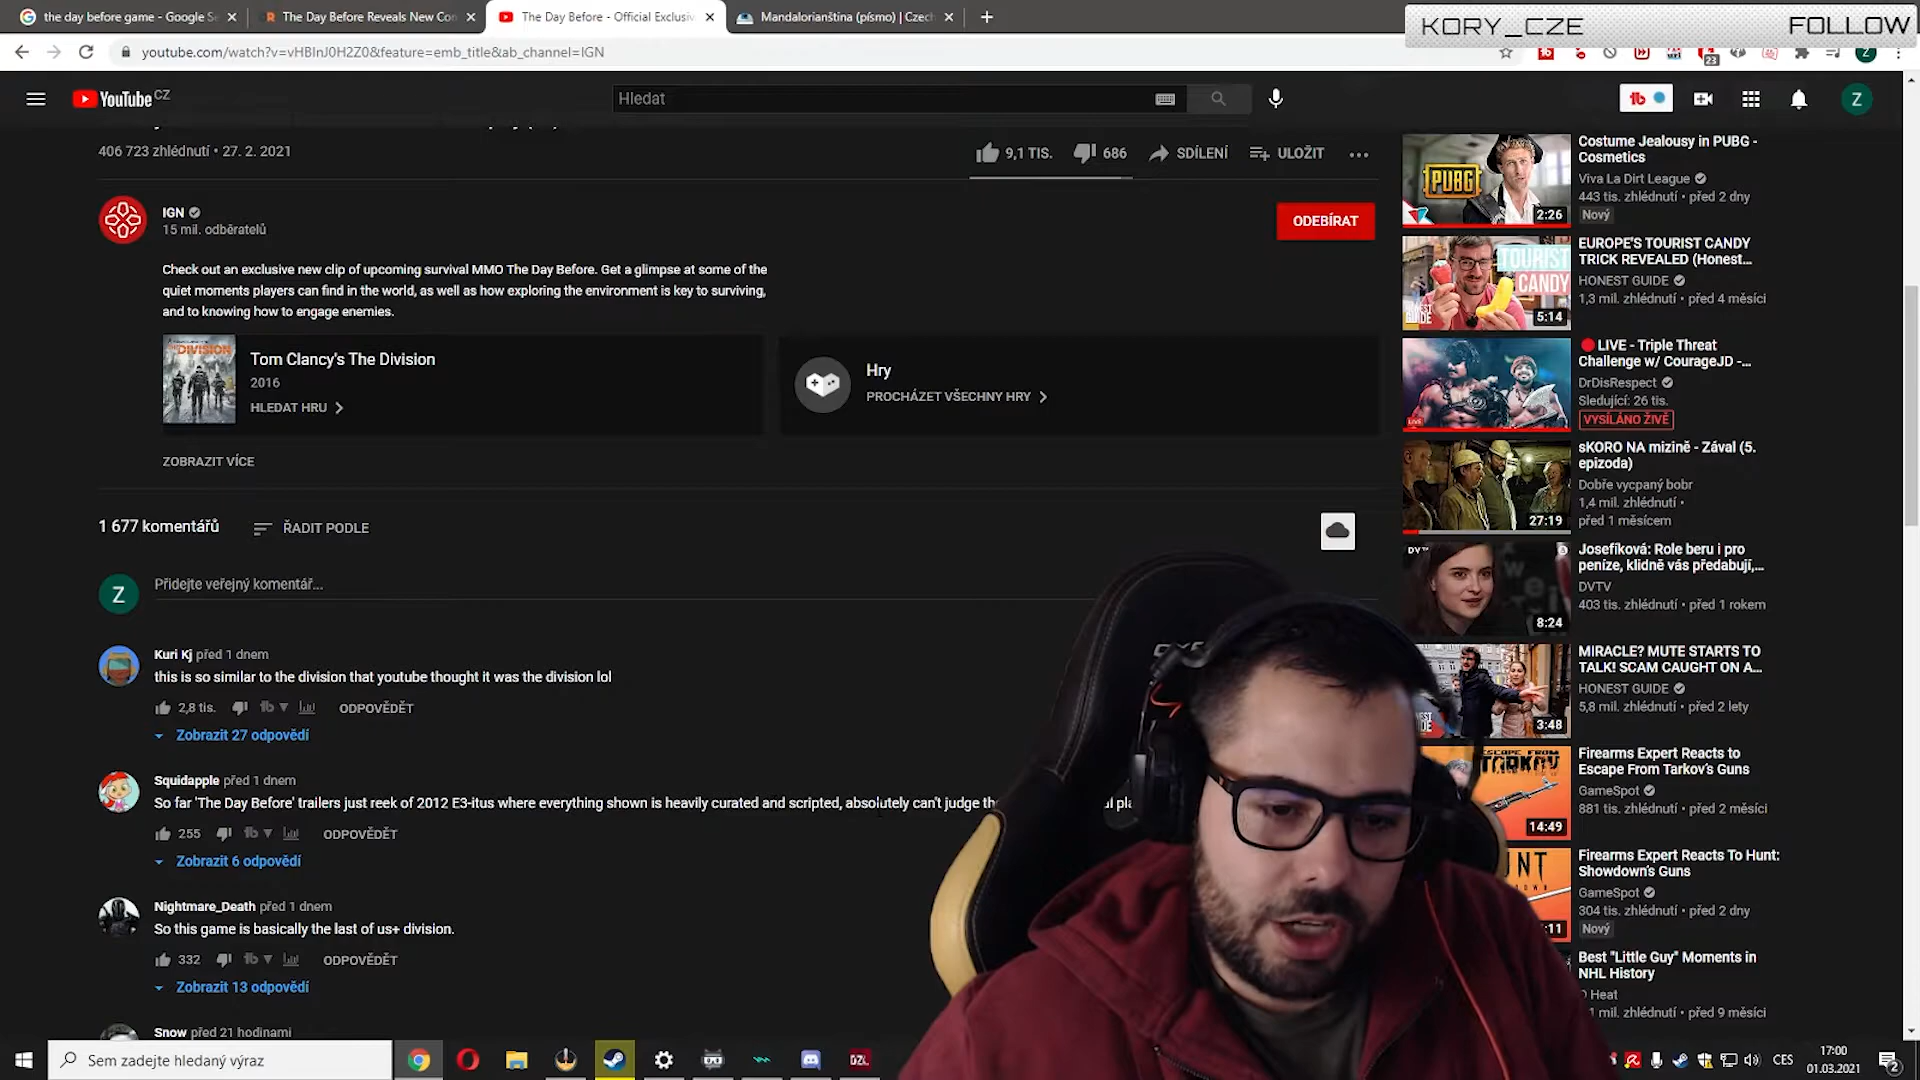 the day before game - Google Se
The Day Before Reveals New Con
The Day Before - Official Exclusiv
Mandalorianština (písmo) | Czech
KORY_CZE FOLLOW
youtube.com/watch?v=vHBInJ0H2Z0&feature=emb_title&ab_channel=IGN
23
YouTube CZ
Hledat
Z
406 723 zhlédnutí • 27. 2. 2021
9,1 TIS. 686 SDÍLENÍ ULOŽIT
IGN
15 mil. odběratelů
ODEBÍRAT
Check out an exclusive new clip of upcoming survival MMO The Day Before. Get a glimpse at some of the
quiet moments players can find in the world, as well as how exploring the environment is key to surviving,
and to knowing how to engage enemies.
Tom Clancy's The Division
2016
HLEDAT HRU
Hry
PROCHÁZET VŠECHNY HRY
ZOBRAZIT VÍCE
1 677 komentářů ŘADIT PODLE
Z
Přidejte veřejný komentář...
Kuri Kj před 1 dnem
this is so similar to the division that youtube thought it was the division lol
2,8 tis. ODPOVĚDĚT
Zobrazit 27 odpovědí
Squidapple před 1 dnem
So far 'The Day Before' trailers just reek of 2012 E3-itus where everything shown is heavily curated and scripted, absolutely can't judge
255 ODPOVĚDĚT
Zobrazit 6 odpovědí
Nightmare_Death před 1 dnem
So this game is basically the last of us+ division.
332 ODPOVĚDĚT
Zobrazit 13 odpovědí
Snow před 21 hodinami
PUBG
2:26
Costume Jealousy in PUBG -
Cosmetics
Viva La Dirt League
443 tis. zhlédnutí • před 2 dny
Nový
TOURIST
CANDY
5:14
EUROPE'S TOURIST CANDY
TRICK REVEALED (Honest...
HONEST GUIDE
1,3 mil. zhlédnutí • před 4 měsíci
LIVE
LIVE - Triple Threat
Challenge w/ CourageJD -...
DrDisRespect
Sledující: 26 tis.
VYSÍLÁNO ŽIVĚ
27:19
sKORO NA mizině - Zával (5.
epizoda)
Dobře vycpaný bobr
1,4 mil. zhlédnutí •
před 1 měsícem
8:24
Josefíková: Role beru i pro
peníze, klidně vás předabují,...
DVTV
403 tis. zhlédnutí • před 1 rokem
3:48
MIRACLE? MUTE STARTS TO
TALK! SCAM CAUGHT ON A...
HONEST GUIDE
5,8 mil. zhlédnutí • před 2 lety
14:49
Firearms Expert Reacts to
Escape From Tarkov's Guns
GameSpot
881 tis. zhlédnutí • před 2 měsíci
Firearms Expert Reacts To Hunt:
Showdown's Guns
GameSpot
304 tis. zhlédnutí • před 2 dny
Nový
Best "Little Guy" Moments in
NHL History
Heat
mil. zhlédnutí • před 9 měsíci
Sem zadejte hledaný výraz
DZL
CES
17:00
01.03.2021
2